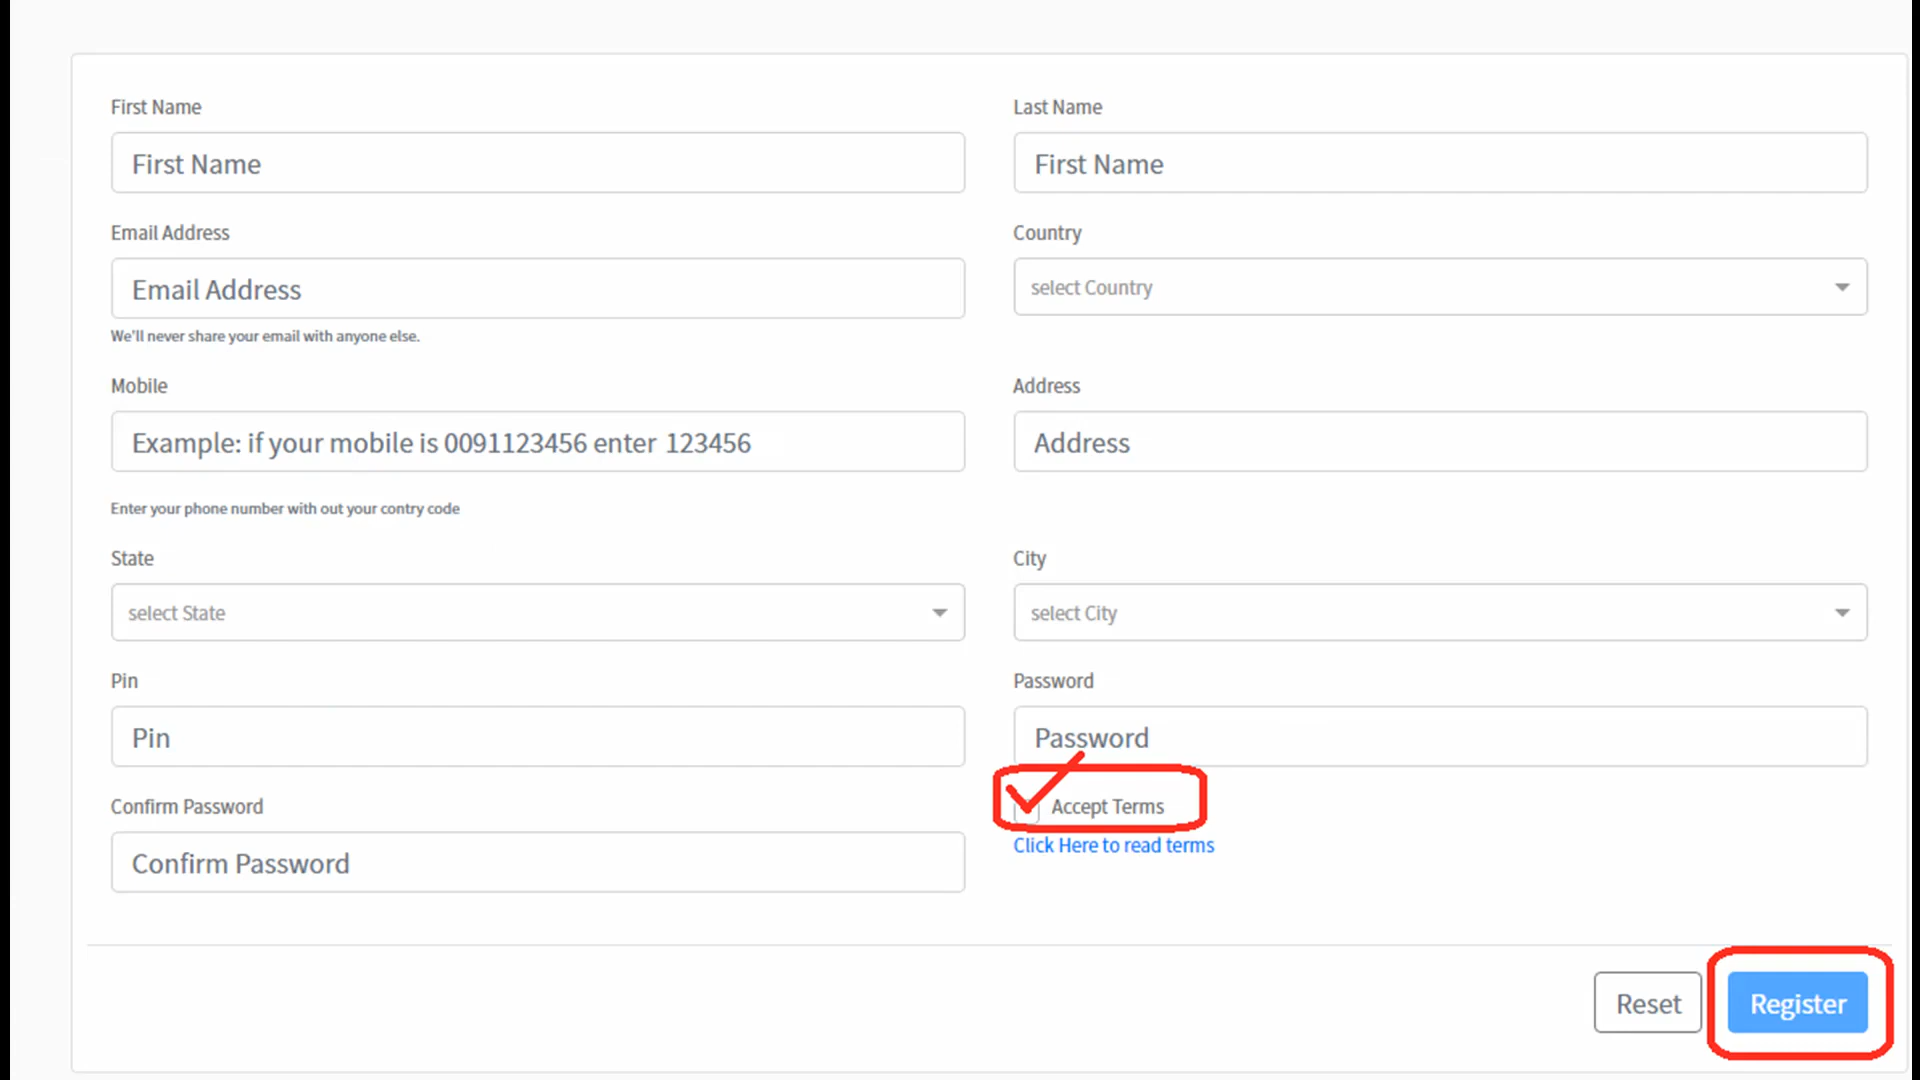 First Name
Last Name
First Name
First Name
Email Address
Country
Email Address
select Country
We'll never share your email with anyone else.
Mobile
Address
Example: if your mobile is 0091123456 enter 123456
Address
Enter your phone number with out your contry code
State
City
select State
select City
Pin
Password
Pin
Password
Confirm Password
Accept Terms
Click Here to read terms
Confirm Password
Reset
Register